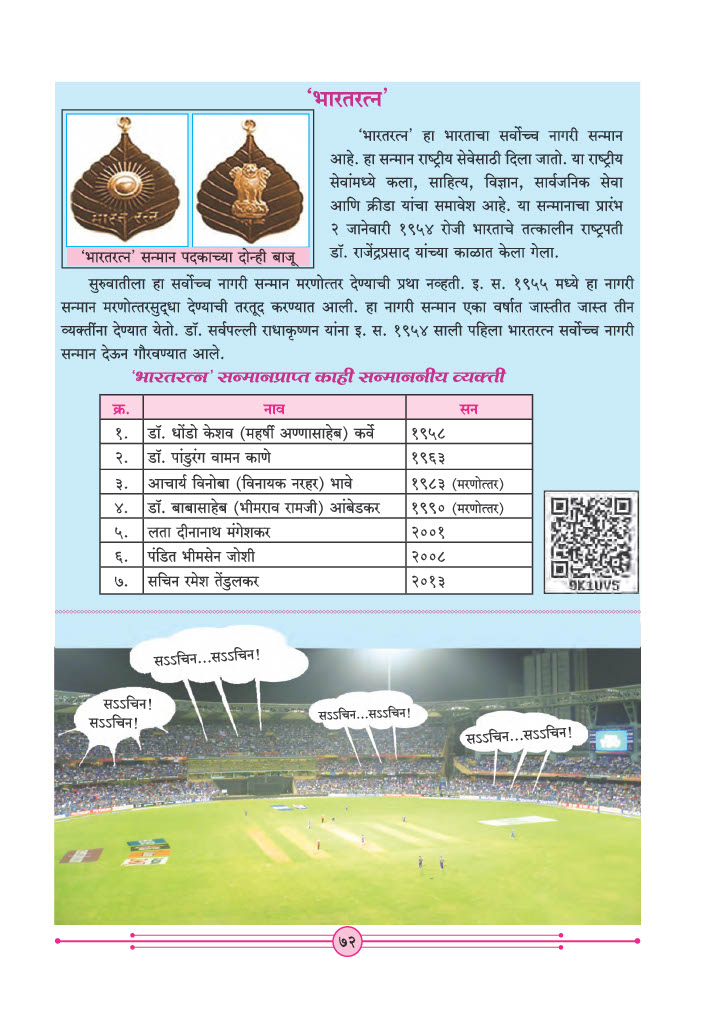 ‘भारतरत्न’
भारत रत्न
‘भारतरत्न’ सन्मान पदकाच्या दोन्ही बाजू
‘भारतरत्न’ हा भारताचा सर्वोच्च नागरी सन्मान
आहे. हा सन्मान राष्ट्रीय सेवेसाठी दिला जातो. या राष्ट्रीय
सेवांमध्ये कला, साहित्य, विज्ञान, सार्वजनिक सेवा
आणि क्रीडा यांचा समावेश आहे. या सन्मानाचा प्रारंभ
२ जानेवारी १९५४ रोजी भारताचे तत्कालीन राष्ट्रपती
डॉ. राजेंद्रप्रसाद यांच्या काळात केला गेला.
सुरुवातीला हा सर्वोच्च नागरी सन्मान मरणोत्तर देण्याची प्रथा नव्हती. इ. स. १९५५ मध्ये हा नागरी
सन्मान मरणोत्तरसुद्धा देण्याची तरतूद करण्यात आली. हा नागरी सन्मान एका वर्षात जास्तीत जास्त तीन
व्यक्तींना देण्यात येतो. डॉ. सर्वपल्ली राधाकृष्णन यांना इ. स. १९५४ साली पहिला भारतरत्न सर्वोच्च नागरी
सन्मान देऊन गौरवण्यात आले.
‘भारतरत्न’ सन्मानप्राप्त काही सन्माननीय व्यक्ती
क्र. नाव सन
१. डॉ. धोंडो केशव (महर्षी अण्णासाहेब) कर्वे १९५८
२. डॉ. पांडुरंग वामन काणे १९६३
३. आचार्य विनोबा (विनायक नरहर) भावे १९८३ (मरणोत्तर)
४. डॉ. बाबासाहेब (भीमराव रामजी) आंबेडकर १९९० (मरणोत्तर)
५. लता दीनानाथ मंगेशकर २००१
६. पंडित भीमसेन जोशी २००८
७. सचिन रमेश तेंडुलकर २०१३
9K1UV5
सऽऽचिन...सऽऽचिन!
सऽऽचिन!
सऽऽचिन!
सऽऽचिन...सऽऽचिन!
सऽऽचिन...सऽऽचिन!
७२